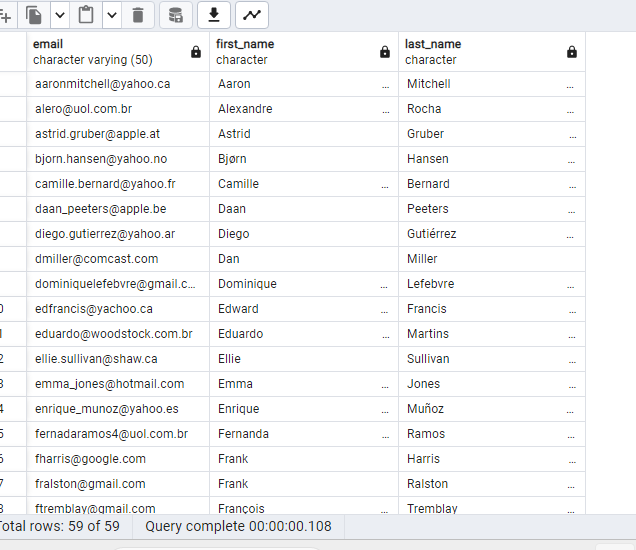 email first_name last_name
character varying (50) character character
aaronmitchell@yahoo.ca Aaron ... Mitchell ...
alero@uol.com.br Alexandre ... Rocha ...
astrid.gruber@apple.at Astrid Gruber ...
bjorn.hansen@yahoo.no Bjørn Hansen ...
camille.bernard@yahoo.fr Camille ... Bernard ...
daan_peeters@apple.be Daan Peeters ...
diego.gutierrez@yahoo.ar Diego Gutiérrez ...
dmiller@comcast.com Dan Miller
dominiquelefebvre@gmail.c... Dominique ... Lefebvre ...
0 edfrancis@yachoo.ca Edward ... Francis ...
1 eduardo@woodstock.com.br Eduardo ... Martins ...
2 ellie.sullivan@shaw.ca Ellie ... Sullivan ...
3 emma_jones@hotmail.com Emma ... Jones ...
4 enrique_munoz@yahoo.es Enrique ... Muñoz ...
5 fernadaramos4@uol.com.br Fernanda ... Ramos ...
6 fharris@google.com Frank ... Harris ...
7 fralston@gmail.com Frank ... Ralston ...
8 ftremblay@gmail.com François ... Tremblay ...
Total rows: 59 of 59 Query complete 00:00:00.108